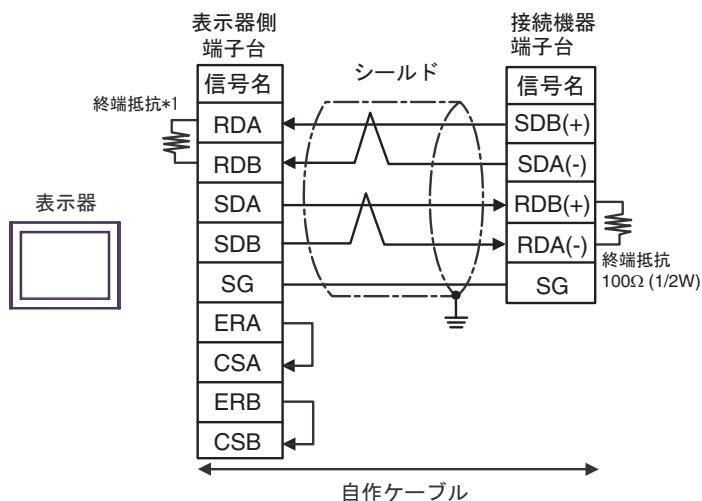 表示器側
端子台
接続機器
端子台
シールド
信号名
信号名
終端抵抗*1
RDA
SDB(+)
RDB
SDA(-)
表示器
SDA
RDB(+)
SDB
RDA(-)
終端抵抗
100Ω (1/2W)
SG
SG
ERA
CSA
ERB
CSB
自作ケーブル